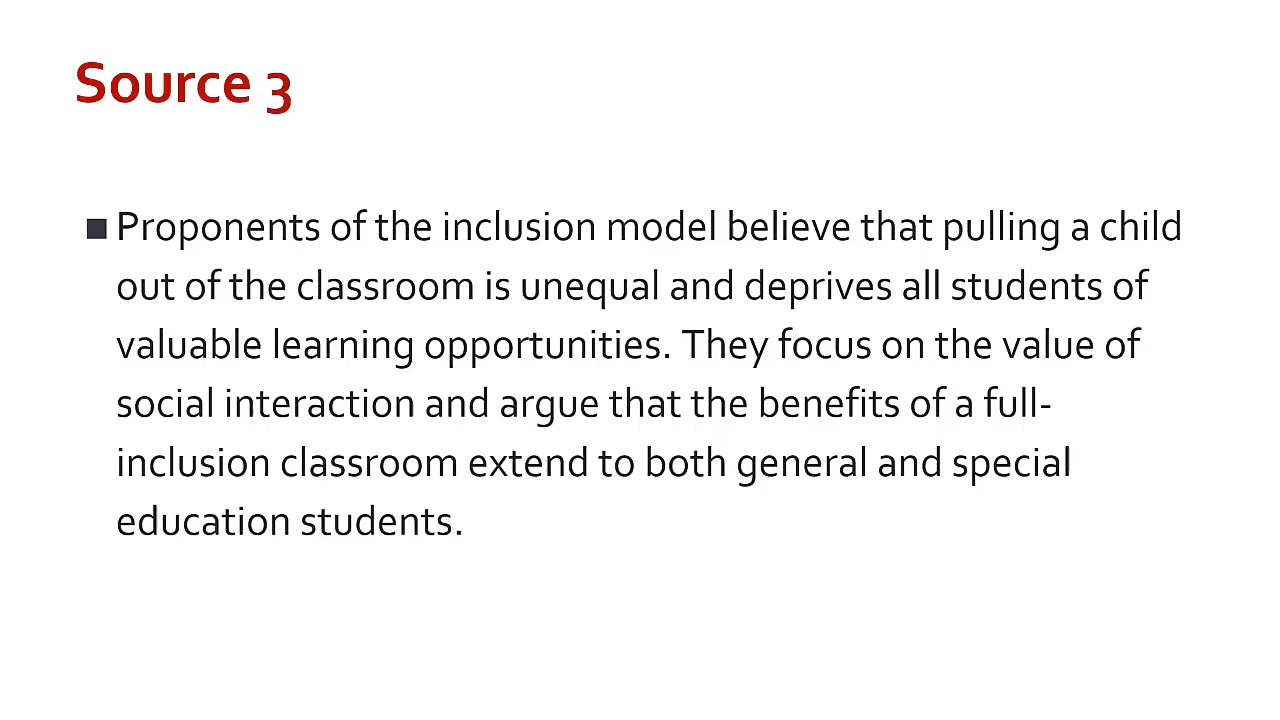 Source 3
Proponents of the inclusion model believe that pulling a child
out of the classroom is unequal and deprives all students of
valuable learning opportunities. They focus on the value of
social interaction and argue that the benefits of a full-
inclusion classroom extend to both general and special
education students.